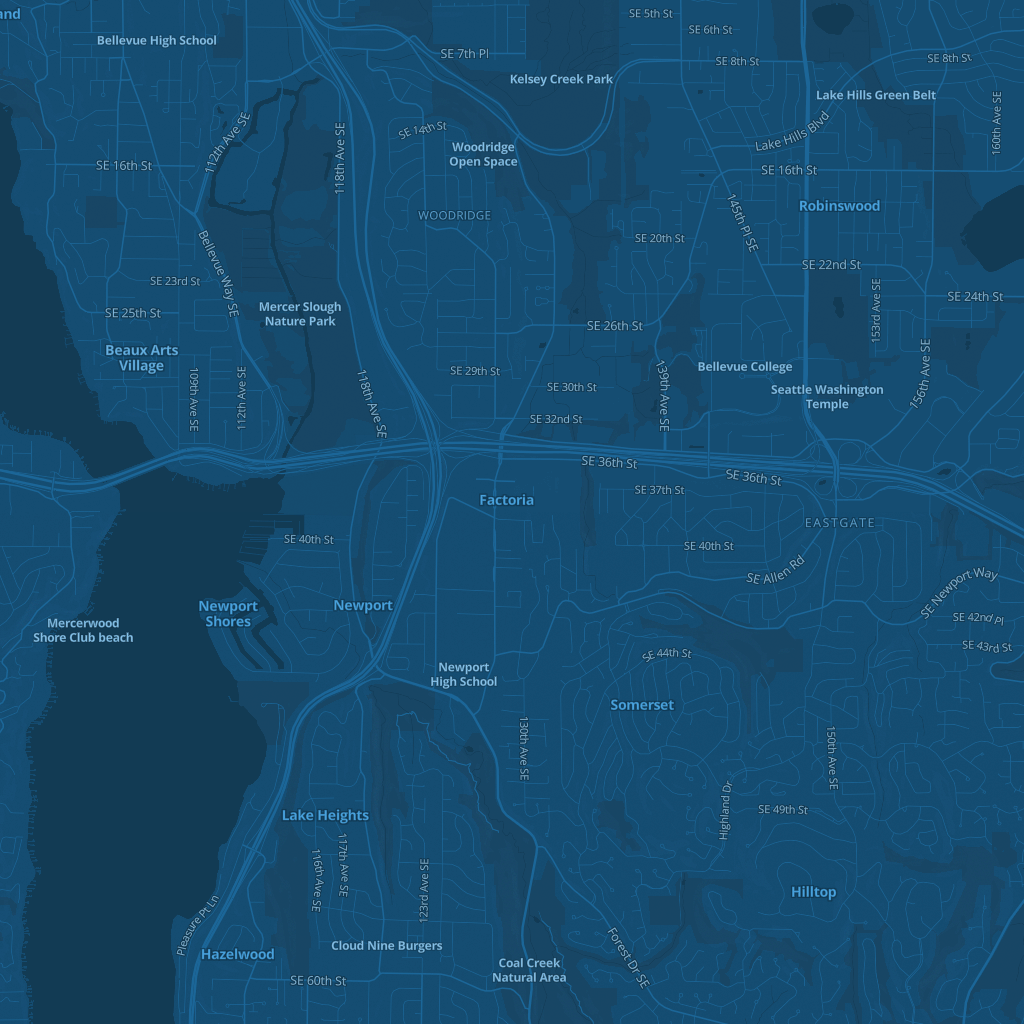 and
SE 5th St
SE 6th St
Bellevue High School
SE 7th Pl
SE 8th St
SE 8th St
Kelsey Creek Park
Lake Hills Green Belt
160th Ave SE
112th Ave SE
118th Ave SE
SE 14th St
Lake Hills Blvd
Woodridge
Open Space
SE 16th St
SE 16th St
145th Pl SE
Robinswood
WOODRIDGE
SE 20th St
Bellevue Way SE
SE 22nd St
SE 23rd St
153rd Ave SE
SE 24th St
Mercer Slough
Nature Park
SE 25th St
SE 26th St
Beaux Arts
Village
109th Ave SE
112th Ave SE
118th Ave SE
SE 29th St
139th Ave SE
Bellevue College
156th Ave SE
SE 30th St
Seattle Washington
Temple
SE 32nd St
SE 36th St
SE 36th St
SE 37th St
Factoria
EASTGATE
SE 40th St
SE 40th St
SE Allen Rd
SE Newport Way
Newport
Shores
Newport
Mercerwood
Shore Club beach
SE 42nd Pl
SE 43rd St
SE 44th St
Newport
High School
Somerset
130th Ave SE
150th Ave SE
Highland Dr
SE 49th St
Lake Heights
116th Ave SE
117th Ave SE
123rd Ave SE
Hilltop
Pleasure Pt Ln
Hazelwood
Cloud Nine Burgers
Forest Dr SE
Coal Creek
Natural Area
SE 60th St